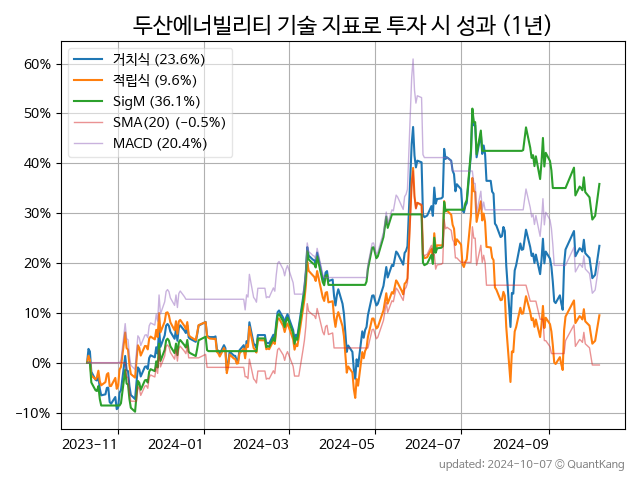 두산에너빌리티 기술 지표로 투자 시 성과 (1년)
60%
50%
40%
30%
20%
10%
0%
−10%
거치식 (23.6%)
적립식 (9.6%)
SigM (36.1%)
SMA(20) (−0.5%)
MACD (20.4%)
2023−11 2024−01 2024−03 2024−05 2024−07 2024−09
updated: 2024-10-07 © QuantKang